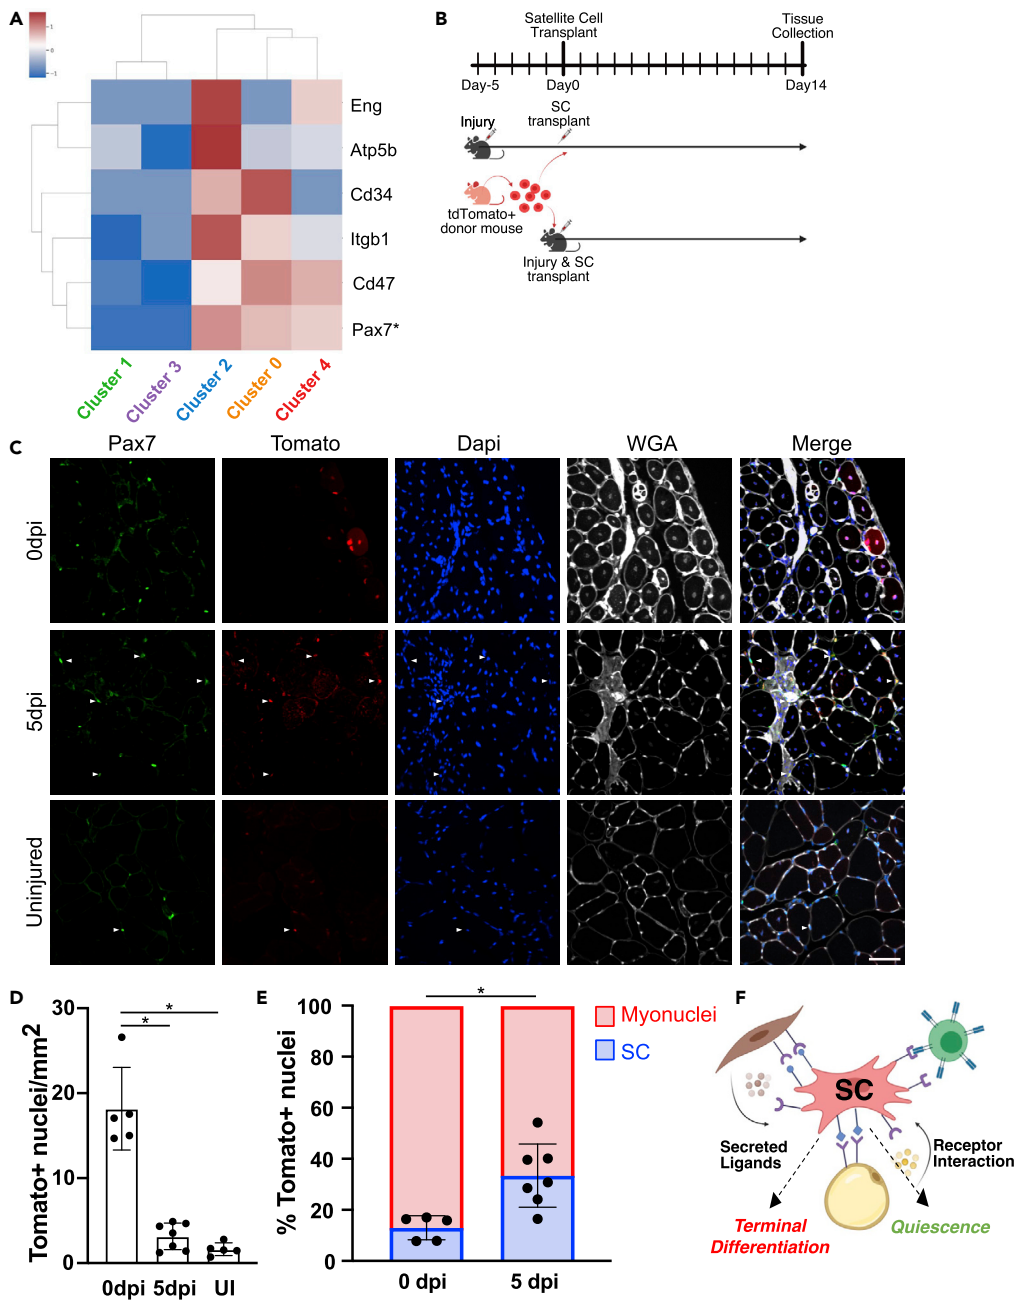 A
1
0
−1
Eng
Atp5b
Cd34
Itgb1
Cd47
Pax7*
Cluster 1
Cluster 3
Cluster 2
Cluster 0
Cluster 4
B
Satellite Cell
Transplant
Tissue
Collection
Day-5
Day0
Day14
Injury
SC
transplant
tdTomato+
donor mouse
Injury & SC
transplant
C
Pax7
Tomato
Dapi
WGA
Merge
0dpi
5dpi
Uninjured
D
Tomato+ nuclei/mm2
30
20
10
0
*
*
0dpi
5dpi
UI
E
% Tomato+ nuclei
100
80
60
40
20
0
*
0 dpi
5 dpi
Myonuclei
SC
F
SC
Secreted
Ligands
Receptor
Interaction
Terminal
Differentiation
Quiescence